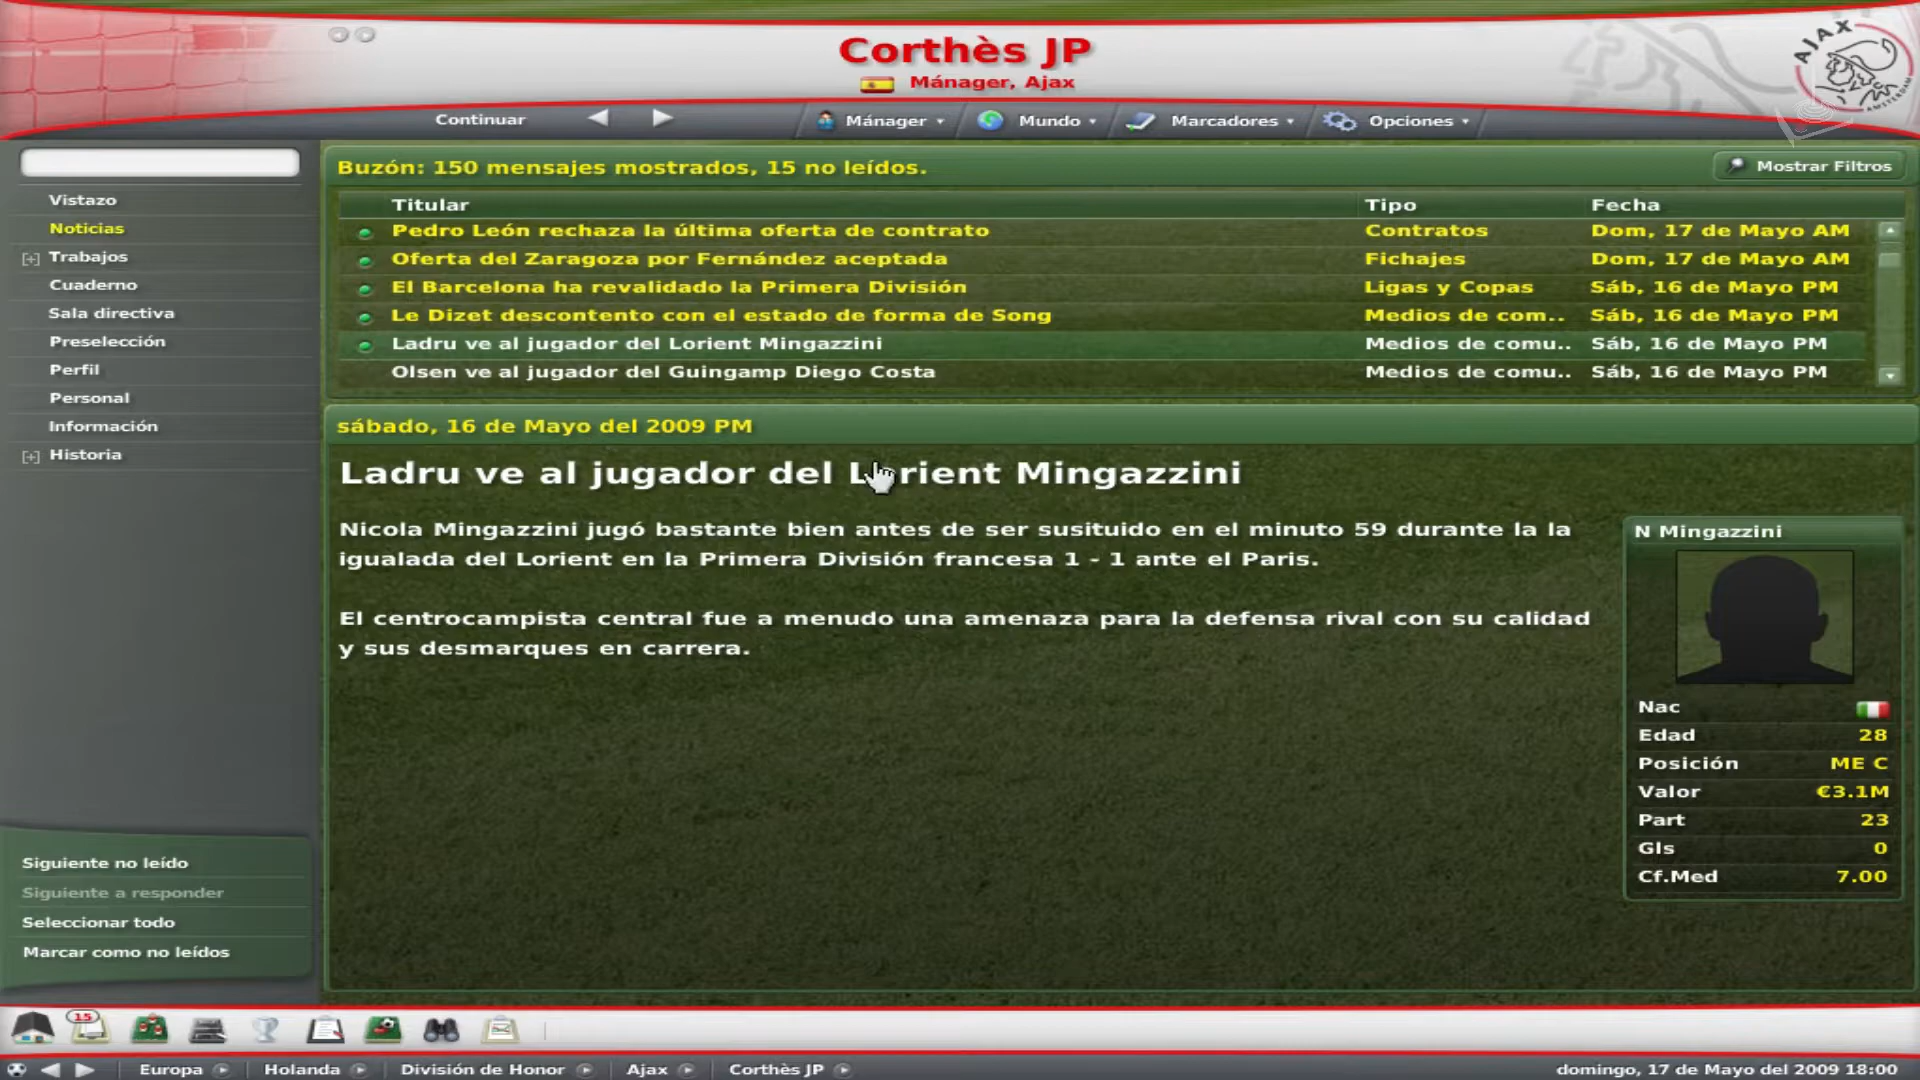 Corthès JP
Mánager, Ajax
AJAX
AMSTERDAM
Continuar
Mánager
Mundo
Marcadores
Opciones
Vistazo
Noticias
[+] Trabajos
Cuaderno
Sala directiva
Preselección
Perfil
Personal
Información
[+] Historia
Buzón: 150 mensajes mostrados, 15 no leídos.
Mostrar Filtros
Titular Tipo Fecha
Pedro León rechaza la última oferta de contrato Contratos Dom, 17 de Mayo AM
Oferta del Zaragoza por Fernández aceptada Fichajes Dom, 17 de Mayo AM
El Barcelona ha revalidado la Primera División Ligas y Copas Sáb, 16 de Mayo PM
Le Dizet descontento con el estado de forma de Song Medios de com.. Sáb, 16 de Mayo PM
Ladru ve al jugador del Lorient Mingazzini Medios de comu.. Sáb, 16 de Mayo PM
Olsen ve al jugador del Guingamp Diego Costa Medios de comu.. Sáb, 16 de Mayo PM
sábado, 16 de Mayo del 2009 PM
Ladru ve al jugador del Lorient Mingazzini
Nicola Mingazzini jugó bastante bien antes de ser susituido en el minuto 59 durante la la
igualada del Lorient en la Primera División francesa 1 - 1 ante el Paris.
El centrocampista central fue a menudo una amenaza para la defensa rival con su calidad
y sus desmarques en carrera.
N Mingazzini
Nac
Edad 28
Posición ME C
Valor €3.1M
Part 23
Gls 0
Cf.Med 7.00
Siguiente no leído
Siguiente a responder
Seleccionar todo
Marcar como no leídos
15
Europa
Holanda
División de Honor
Ajax
Corthès JP
domingo, 17 de Mayo del 2009 18:00